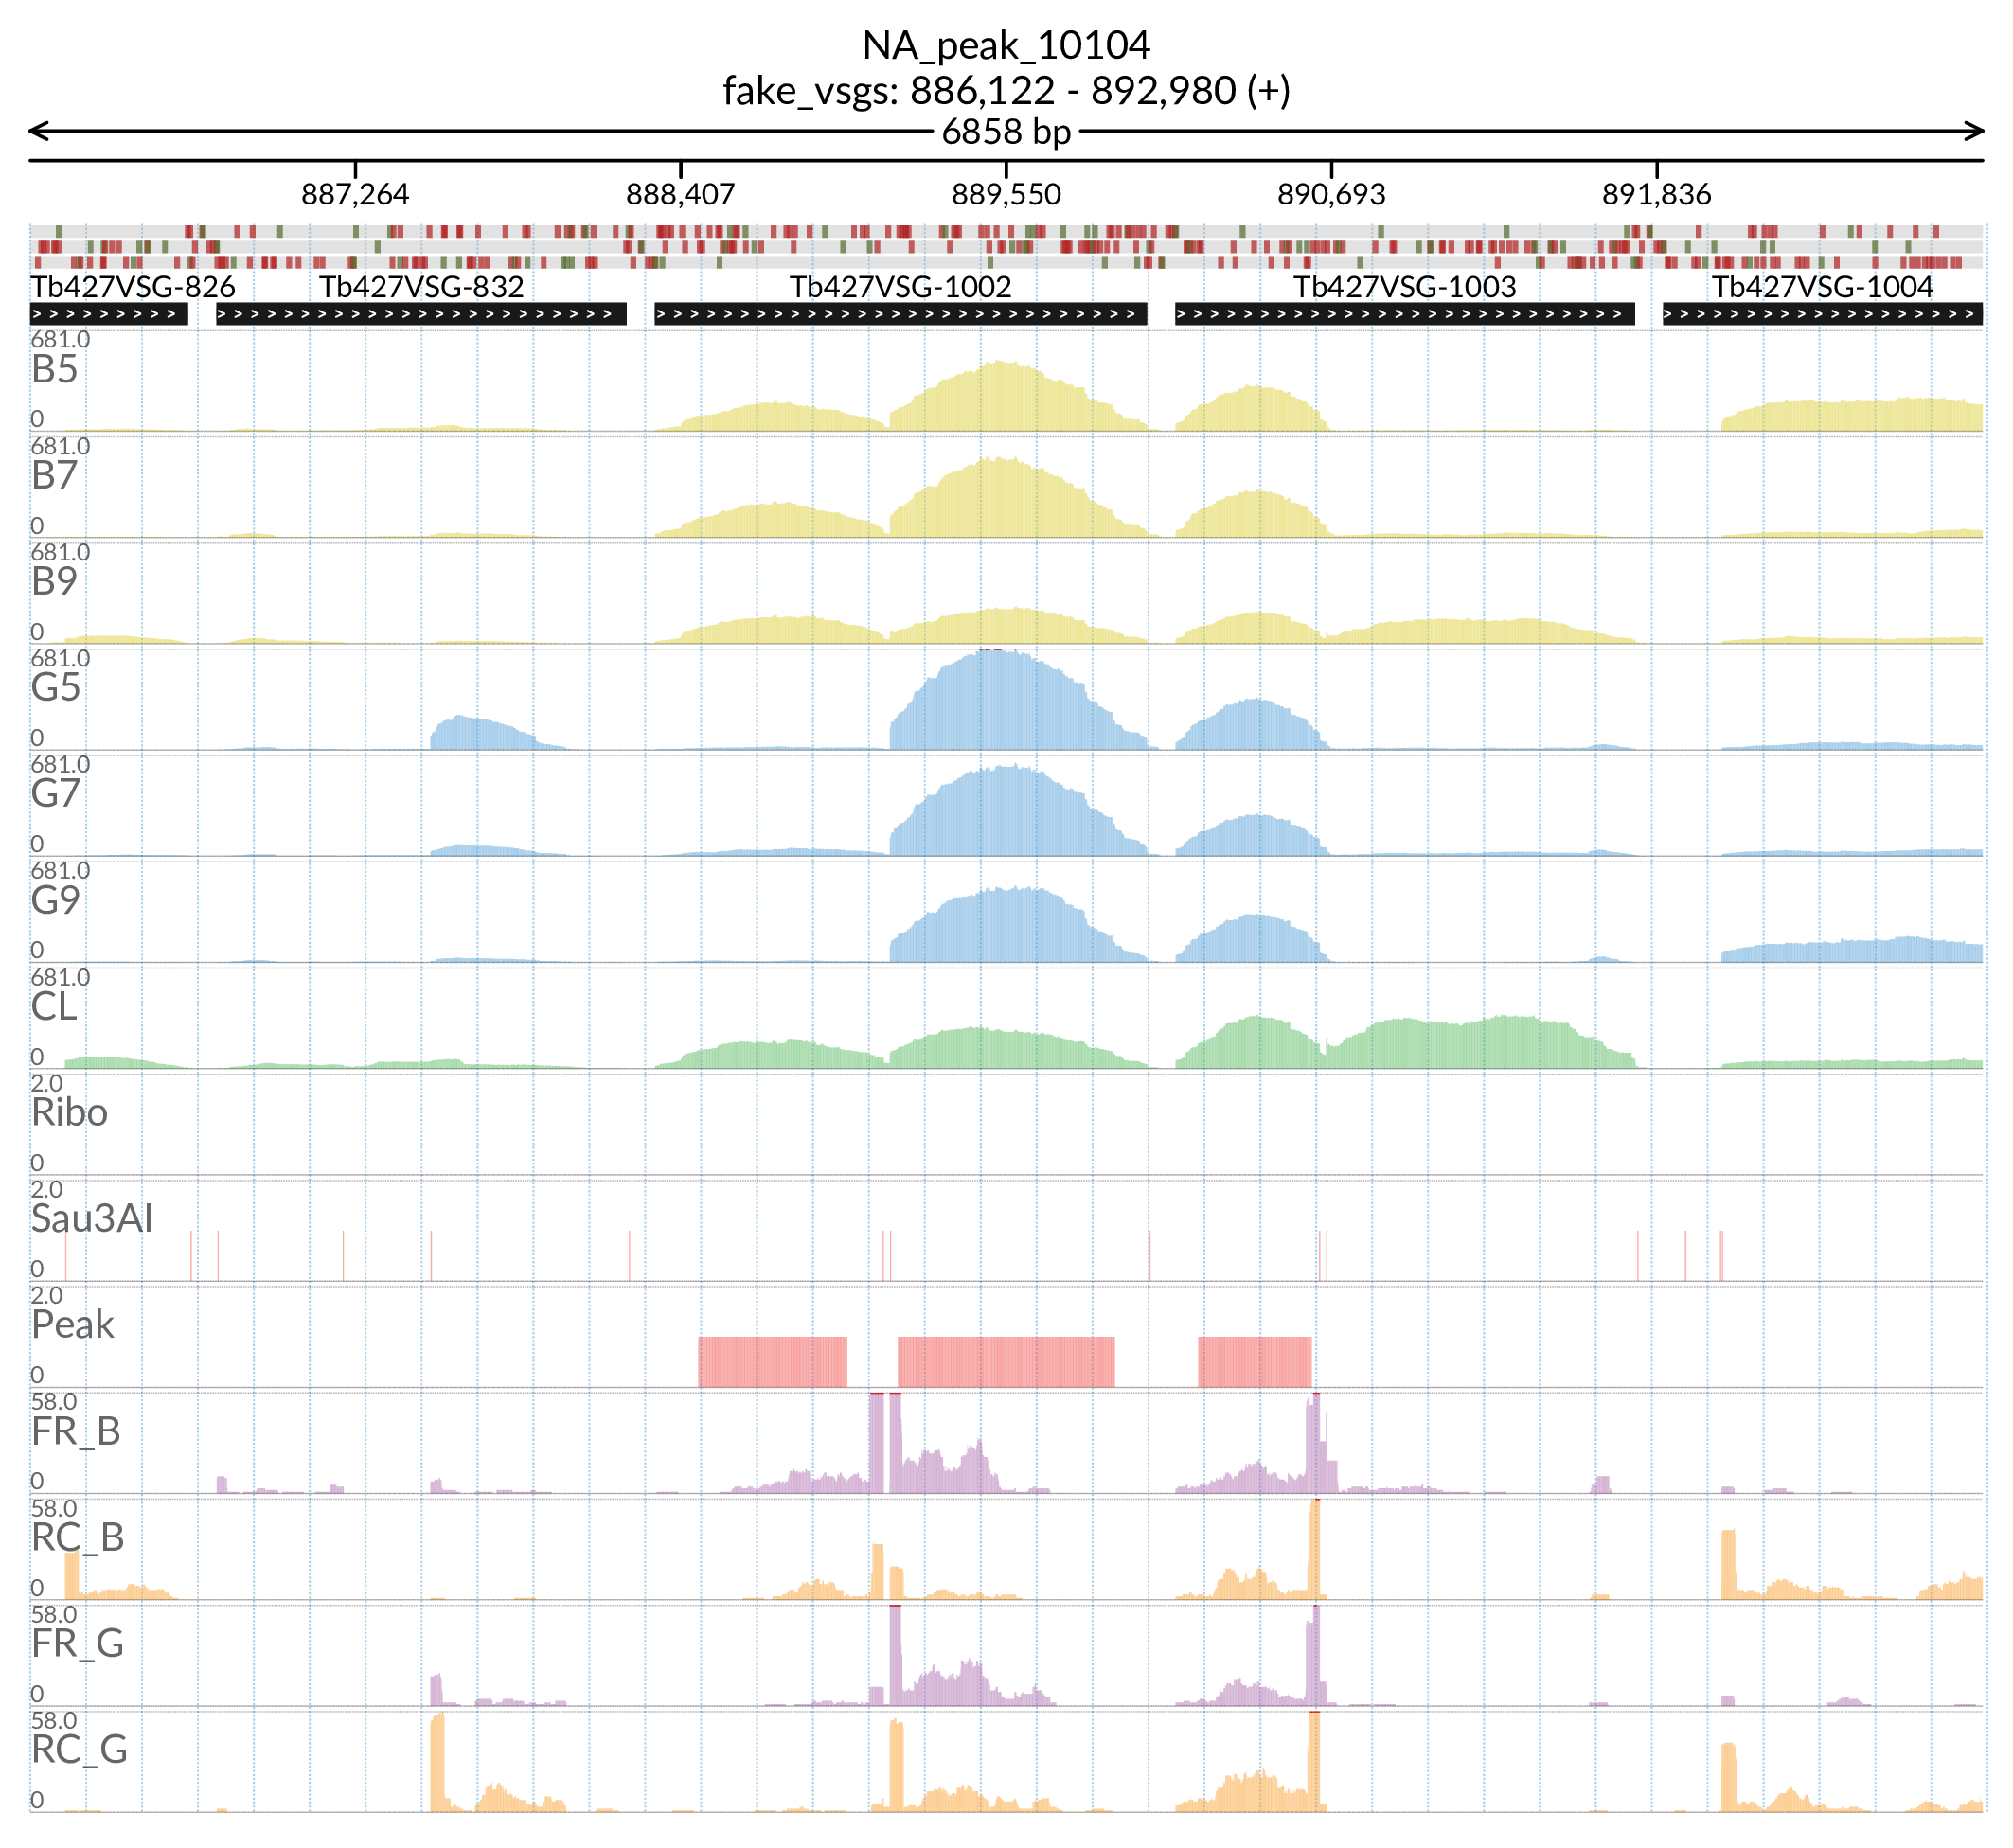 NA_peak_10104
fake_vsgs: 886,122 - 892,980 (+)
6858 bp
887,264 888,407 889,550 890,693 891,836
Tb427VSG-826 Tb427VSG-832 Tb427VSG-1002 Tb427VSG-1003 Tb427VSG-1004
681.0
B5
0
681.0
B7
0
681.0
B9
0
681.0
G5
0
681.0
G7
0
681.0
G9
0
681.0
CL
0
2.0
Ribo
0
2.0
Sau3AI
0
2.0
Peak
0
58.0
FR_B
0
58.0
RC_B
0
58.0
FR_G
0
58.0
RC_G
0